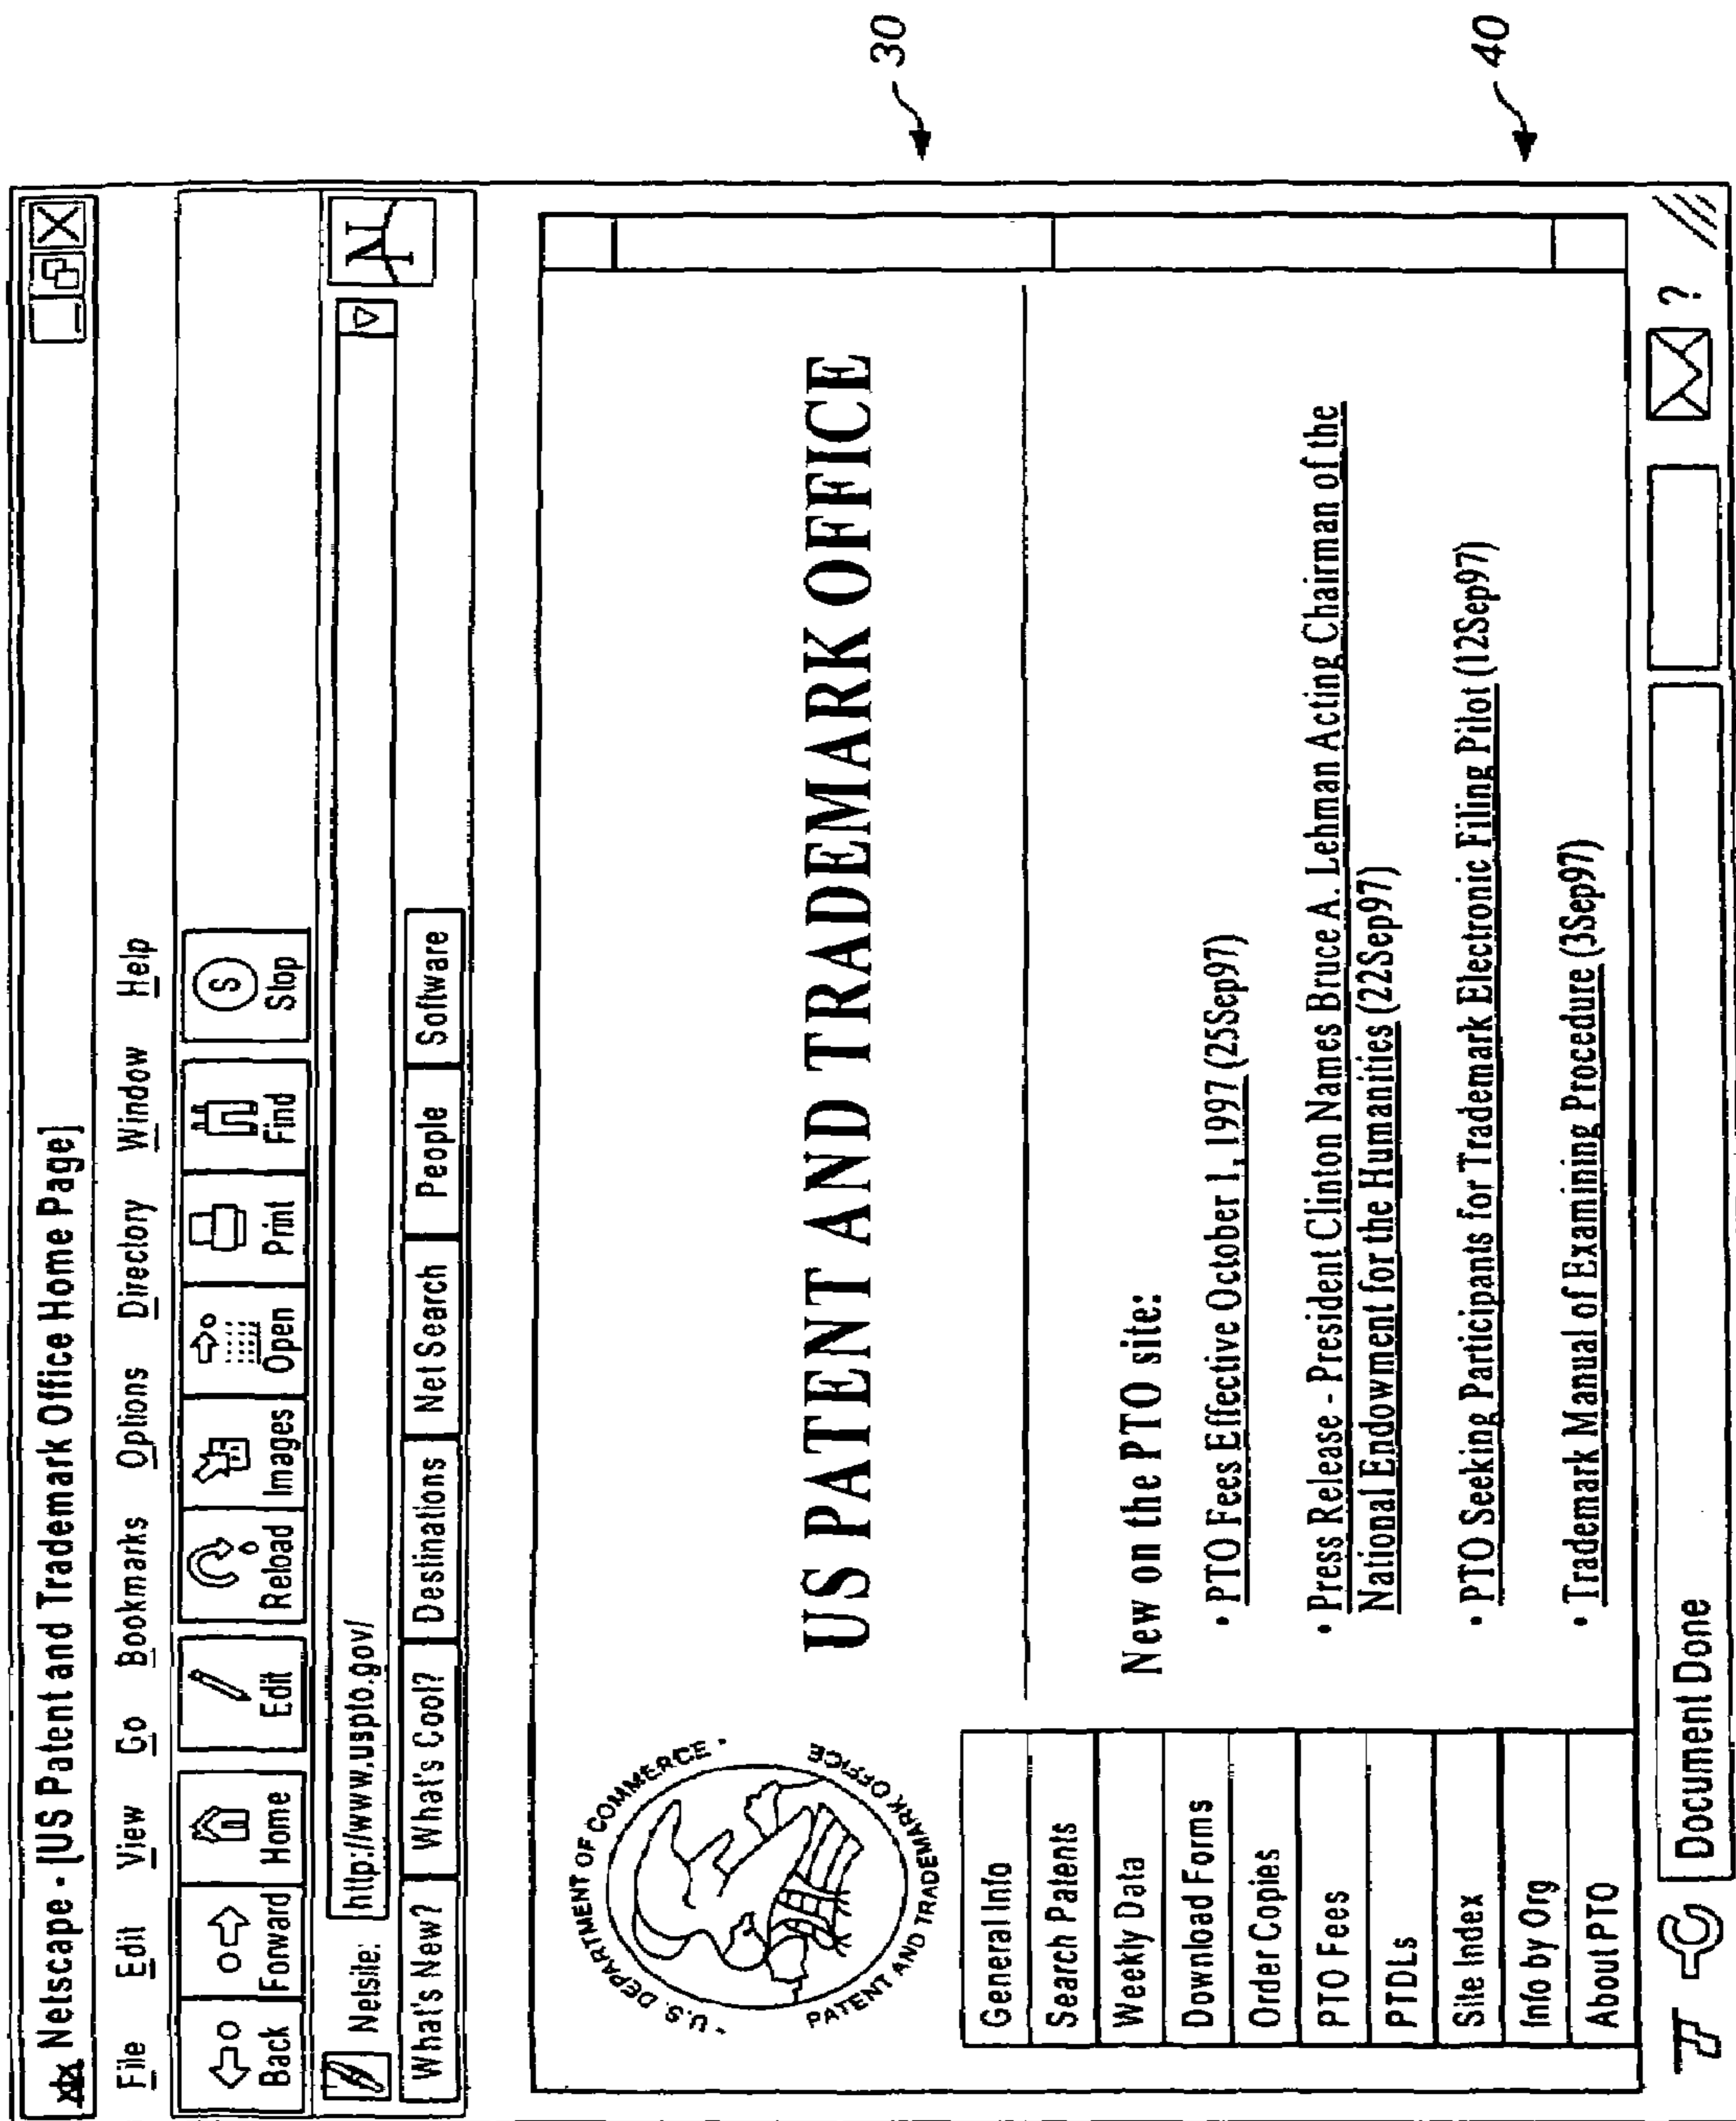 Netscape - [US Patent and Trademark Office Home Page]
File Edit View Go Bookmarks Options Directory Window Help
Back Forward Home Edit Reload Images Open Print Find Stop
S
Netsite: http://www.uspto.gov/
N
What's New? What's Cool? Destinations Net Search People Software
U.S. DEPARTMENT OF COMMERCE
PATENT AND TRADEMARK OFFICE
US PATENT AND TRADEMARK OFFICE
30
General Info
Search Patents
Weekly Data
Download Forms
Order Copies
PTO Fees
PTDLs
Site Index
Info by Org
About PTO
New on the PTO site:
• PTO Fees Effective October 1, 1997 (25Sep97)
• Press Release - President Clinton Names Bruce A. Lehman Acting Chairman of the
National Endowment for the Humanities (22Sep97)
• PTO Seeking Participants for Trademark Electronic Filing Pilot (12Sep97)
• Trademark Manual of Examining Procedure (3Sep97)
40
Document Done
?